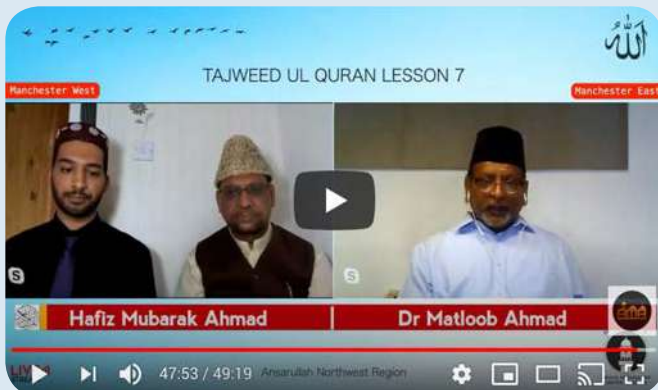 الله
TAJWEED UL QURAN LESSON 7
Manchester West
Manchester East
Hafiz Mubarak Ahmad
Dr Matloob Ahmad
47:53 / 49:19
Ansarullah Northwest Region